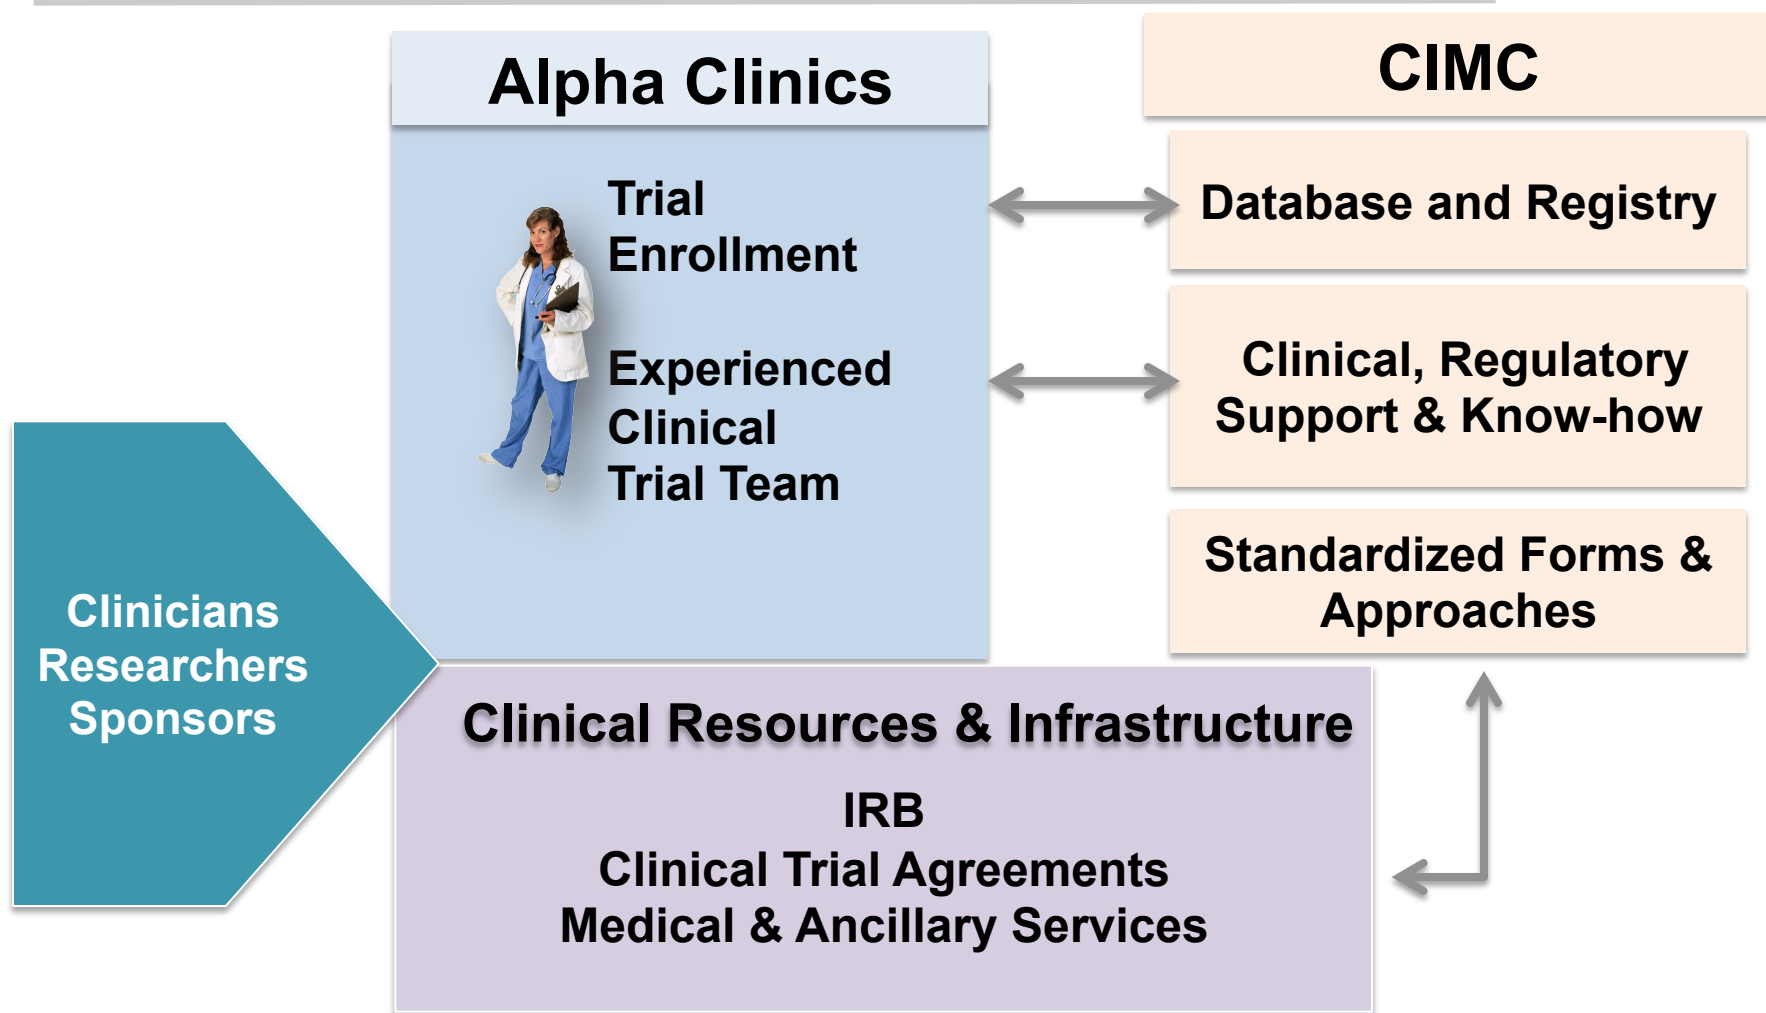 Alpha Clinics
Trial
Enrollment
Experienced
Clinical
Trial Team
CIMC
Database and Registry
Clinical, Regulatory
Support & Know-how
Standardized Forms &
Approaches
Clinicians
Researchers
Sponsors
Clinical Resources & Infrastructure
IRB
Clinical Trial Agreements
Medical & Ancillary Services